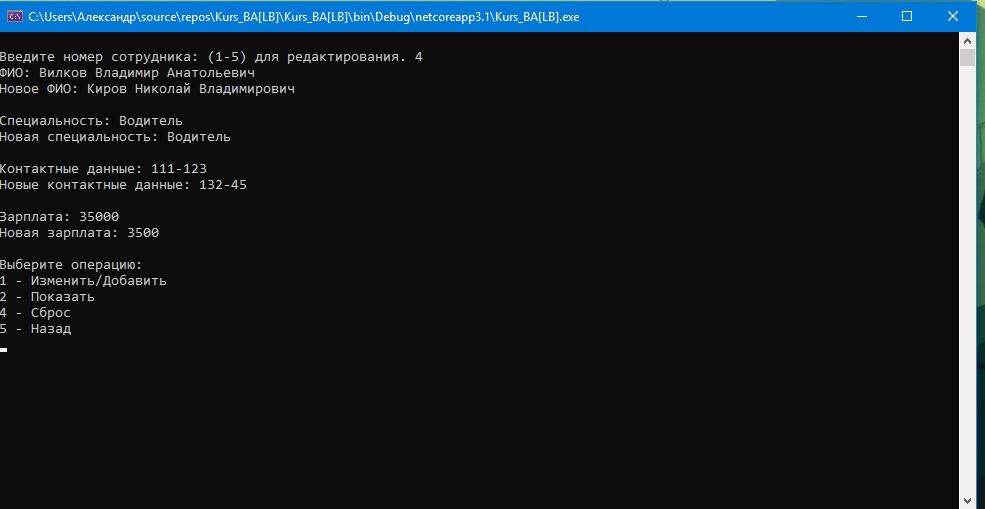 C:\Users\Александр\source\repos\Kurs_BA[LB]\Kurs_BA[LB]\bin\Debug\netcoreapp3.1\Kurs_BA[LB].exe
Введите номер сотрудника: (1-5) для редактирования. 4
ФИО: Вилков Владимир Анатольевич
Новое ФИО: Киров Николай Владимирович
Специальность: Водитель
Новая специальность: Водитель
Контактные данные: 111-123
Новые контактные данные: 132-45
Зарплата: 35000
Новая зарплата: 3500
Выберите операцию:
1 - Изменить/Добавить
2 - Показать
4 - Сброс
5 - Назад